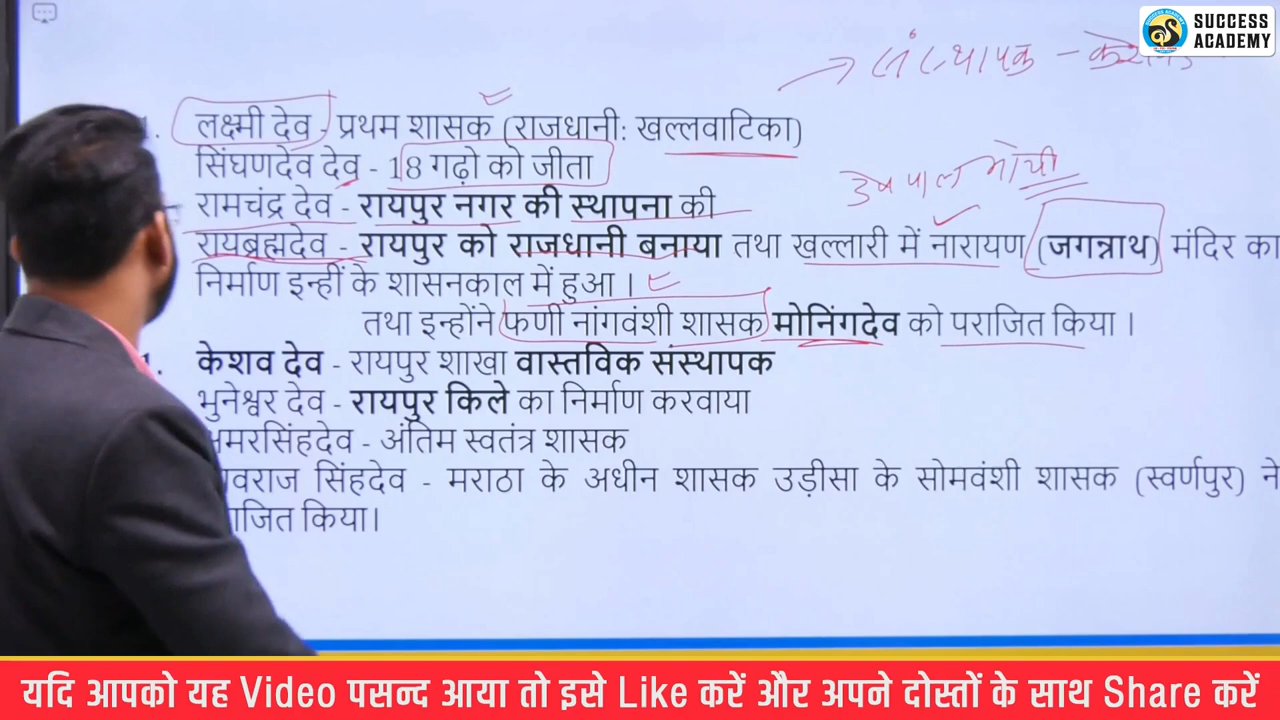 SUCCESS
ACADEMY
संस्थापक -
1. लक्ष्मी देव - प्रथम शासक (राजधानी: खल्लवाटिका)
सिंघणदेव देव - 18 गढ़ो को जीता
रामचंद्र देव - रायपुर नगर की स्थापना की
रायब्रह्मदेव - रायपुर को राजधानी बनाया तथा खल्लारी में नारायण (जगन्नाथ) मंदिर का
निर्माण इन्हीं के शासनकाल में हुआ ।
तथा इन्होंने फणी नांगवंशी शासक मोनिंगदेव को पराजित किया ।
केशव देव - रायपुर शाखा वास्तविक संस्थापक
भुनेश्वर देव - रायपुर किले का निर्माण करवाया
- अंतिम स्वतंत्र शासक
सिंहदेव - मराठा के अधीन शासक उड़ीसा के सोमवंशी शासक (स्वर्णपुर) ने
किया।
यदि आपको यह Video पसन्द आया तो इसे Like करें और अपने दोस्तों के साथ Share करें